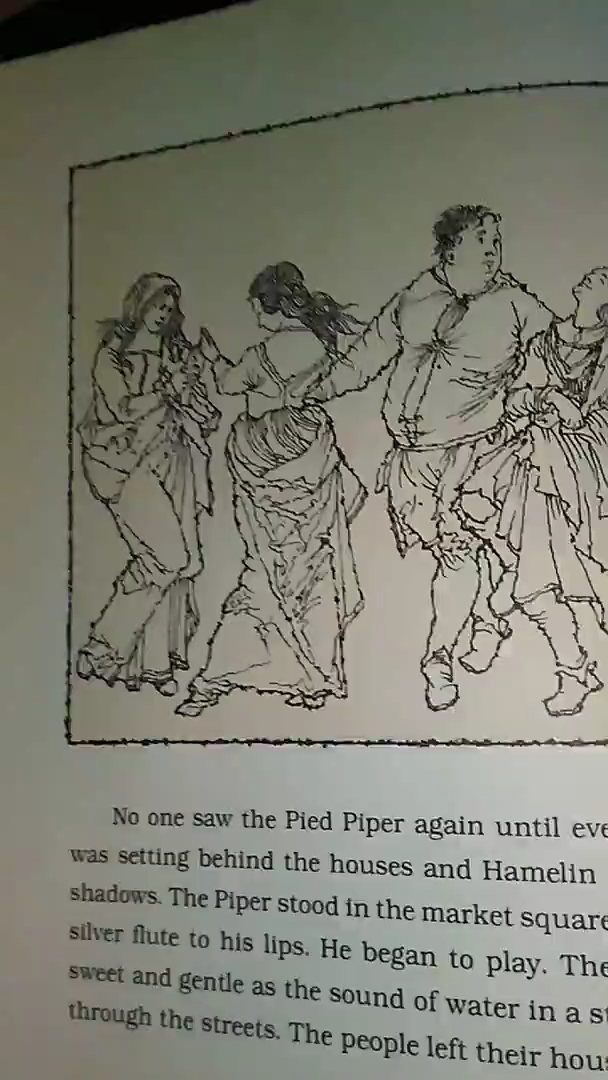 No one saw the Pied Piper again until eve
was setting behind the houses and Hamelin
shadows. The Piper stood in the market square
silver flute to his lips. He began to play. The
sweet and gentle as the sound of water in a st
through the streets. The people left their hou